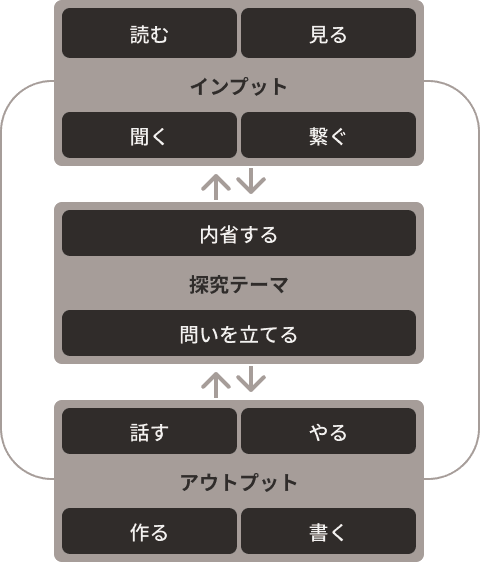 読む
見る
インプット
聞く
繋ぐ
内省する
探究テーマ
問いを立てる
話す
やる
アウトプット
作る
書く